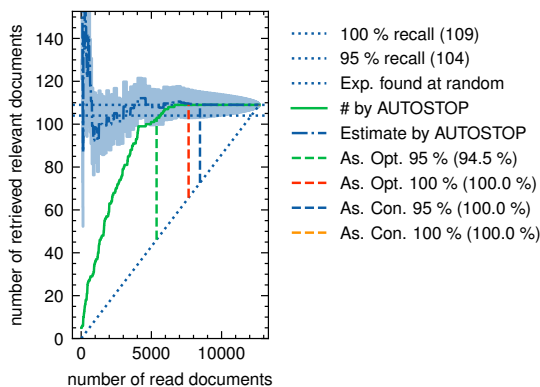 number of retrieved relevant documents
140
120
100
80
60
40
20
0
0
5000
10000
number of read documents
100 % recall (109)
95 % recall (104)
Exp. found at random
# by AUTOSTOP
Estimate by AUTOSTOP
As. Opt. 95 % (94.5 %)
As. Opt. 100 % (100.0 %)
As. Con. 95 % (100.0 %)
As. Con. 100 % (100.0 %)